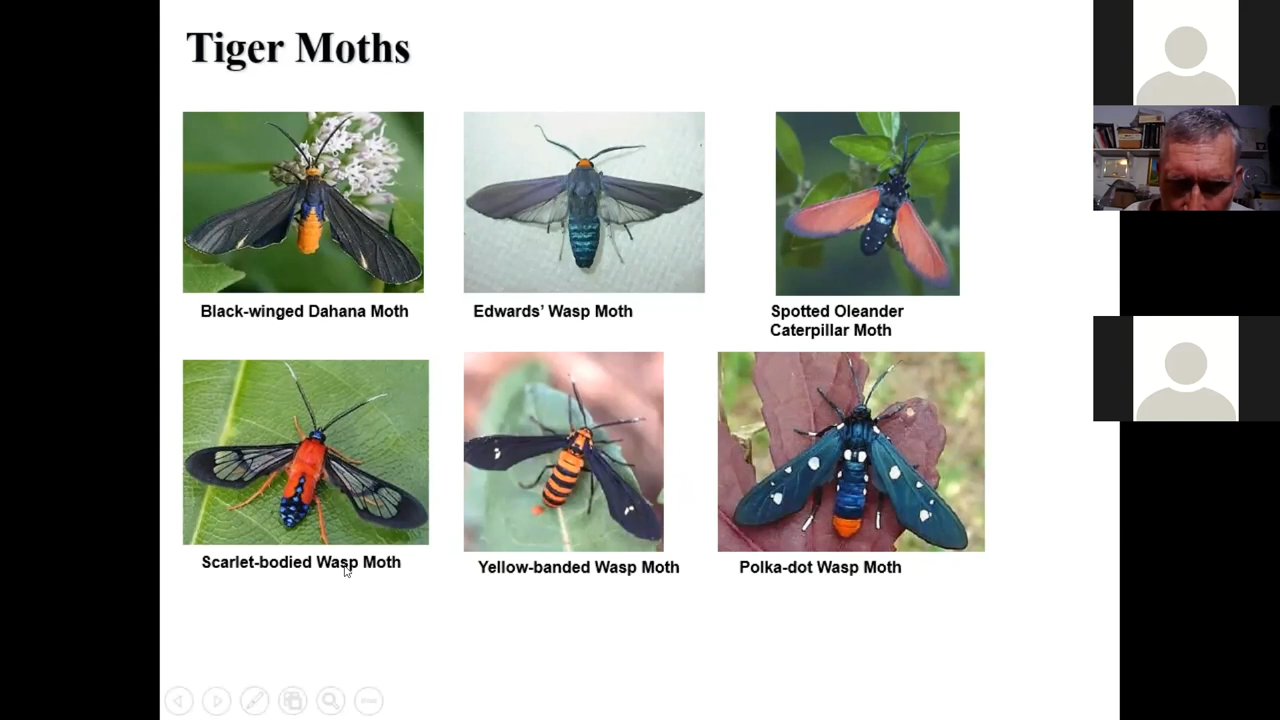 Tiger Moths
Black-winged Dahana Moth
Edwards’ Wasp Moth
Spotted Oleander
Caterpillar Moth
Scarlet-bodied Wasp Moth
Yellow-banded Wasp Moth
Polka-dot Wasp Moth